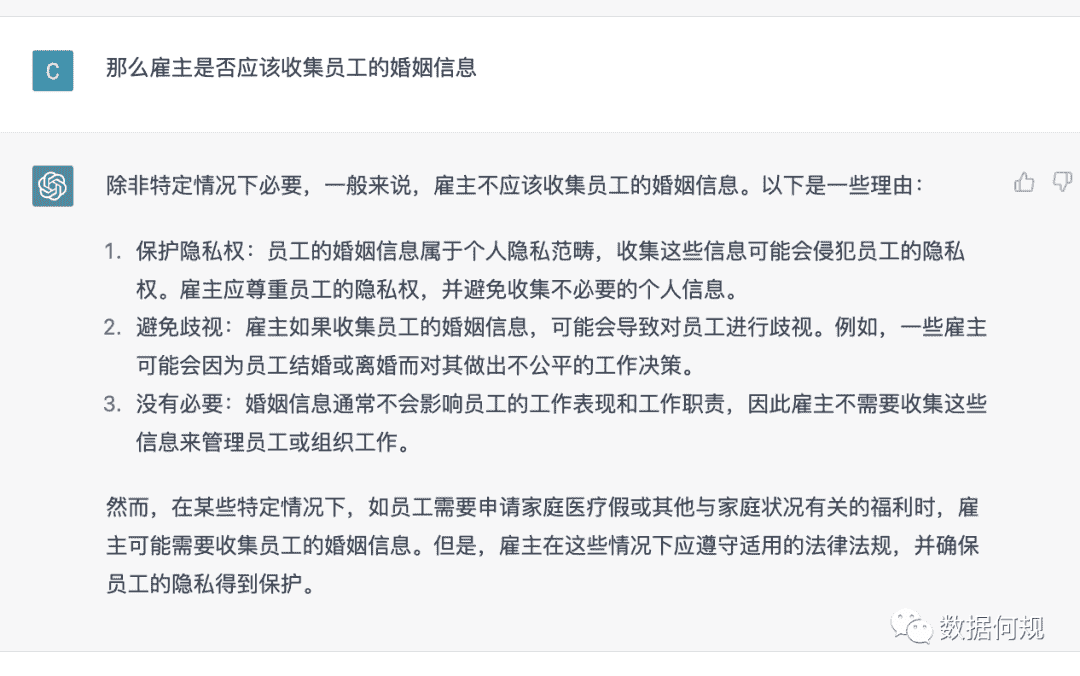 C
那么雇主是否应该收集员工的婚姻信息
除非特定情况下必要，一般来说，雇主不应该收集员工的婚姻信息。以下是一些理由：
1. 保护隐私权：员工的婚姻信息属于个人隐私范畴，收集这些信息可能会侵犯员工的隐私
权。雇主应尊重员工的隐私权，并避免收集不必要的个人信息。
2. 避免歧视：雇主如果收集员工的婚姻信息，可能会导致对员工进行歧视。例如，一些雇主
可能会因为员工结婚或离婚而对其做出不公平的工作决策。
3. 没有必要：婚姻信息通常不会影响员工的工作表现和工作职责，因此雇主不需要收集这些
信息来管理员工或组织工作。
然而，在某些特定情况下，如员工需要申请家庭医疗假或其他与家庭状况有关的福利时，雇
主可能需要收集员工的婚姻信息。但是，雇主在这些情况下应遵守适用的法律法规，并确保
员工的隐私得到保护。
数据何规